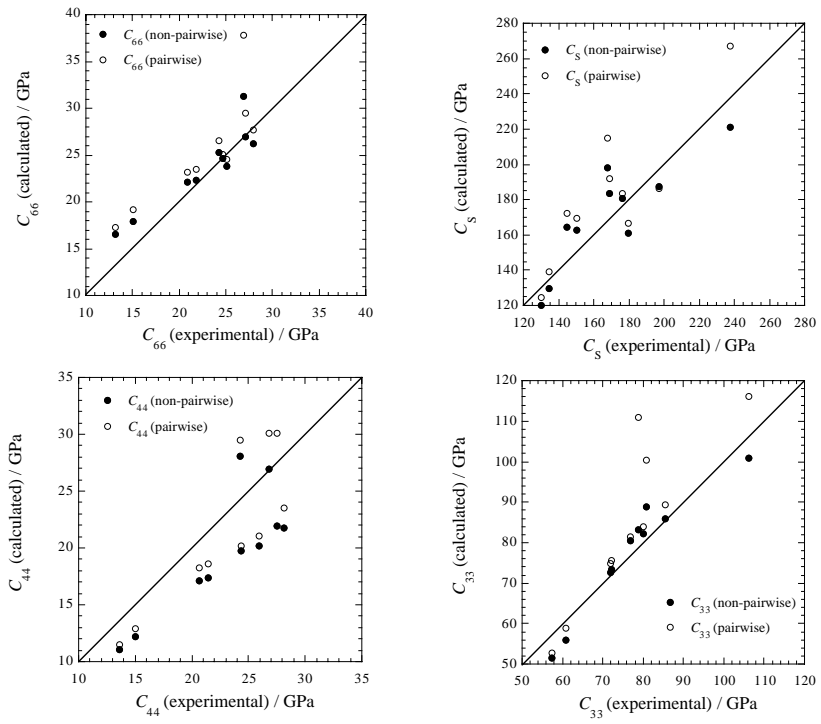 40
35
30
25
20
15
10
C66 (calculated) / GPa
C66 (non-pairwise)
C66 (pairwise)
10 15 20 25 30 35 40
C66 (experimental) / GPa
280
260
240
220
200
180
160
140
120
CS (calculated) / GPa
CS (non-pairwise)
CS (pairwise)
120 140 160 180 200 220 240 260 280
CS (experimental) / GPa
35
30
25
20
15
10
C44 (calculated) / GPa
C44 (non-pairwise)
C44 (pairwise)
10 15 20 25 30 35
C44 (experimental) / GPa
120
110
100
90
80
70
60
50
C33 (calculated) / GPa
C33 (non-pairwise)
C33 (pairwise)
50 60 70 80 90 100 110 120
C33 (experimental) / GPa